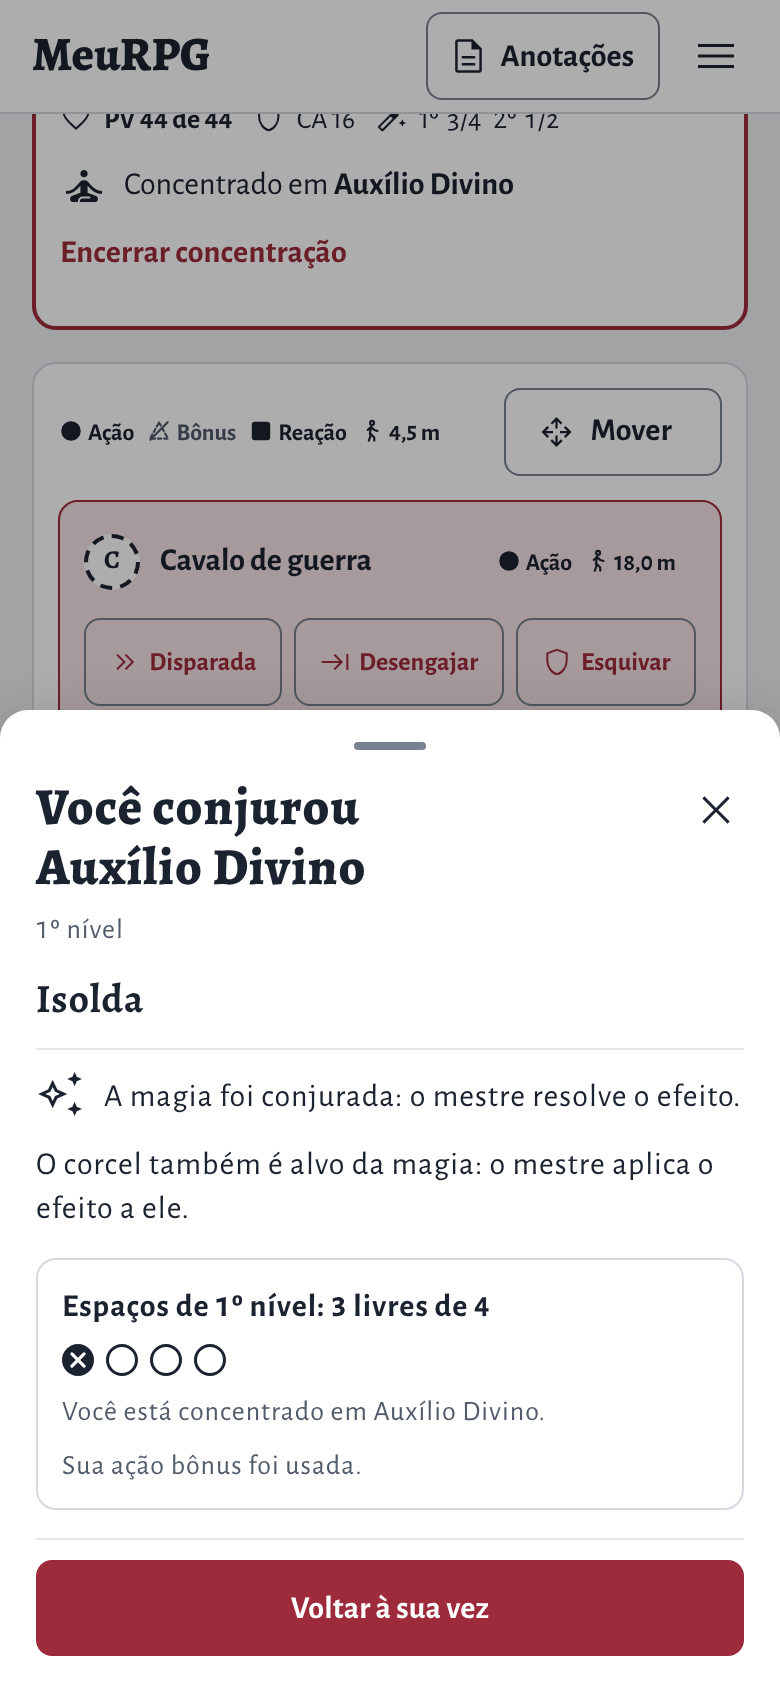 MeuRPG
Anotações
PV 44 de 44 CA 16 1º 3/4 2º 1/2
Concentrado em Auxílio Divino
Encerrar concentração
Ação Bônus Reação 4,5 m Mover
C Cavalo de guerra Ação 18,0 m
Disparada Desengajar Esquivar
Você conjurou
Auxílio Divino
1º nível
Isolda
A magia foi conjurada: o mestre resolve o efeito.
O corcel também é alvo da magia: o mestre aplica o
efeito a ele.
Espaços de 1º nível: 3 livres de 4
Você está concentrado em Auxílio Divino.
Sua ação bônus foi usada.
Voltar à sua vez